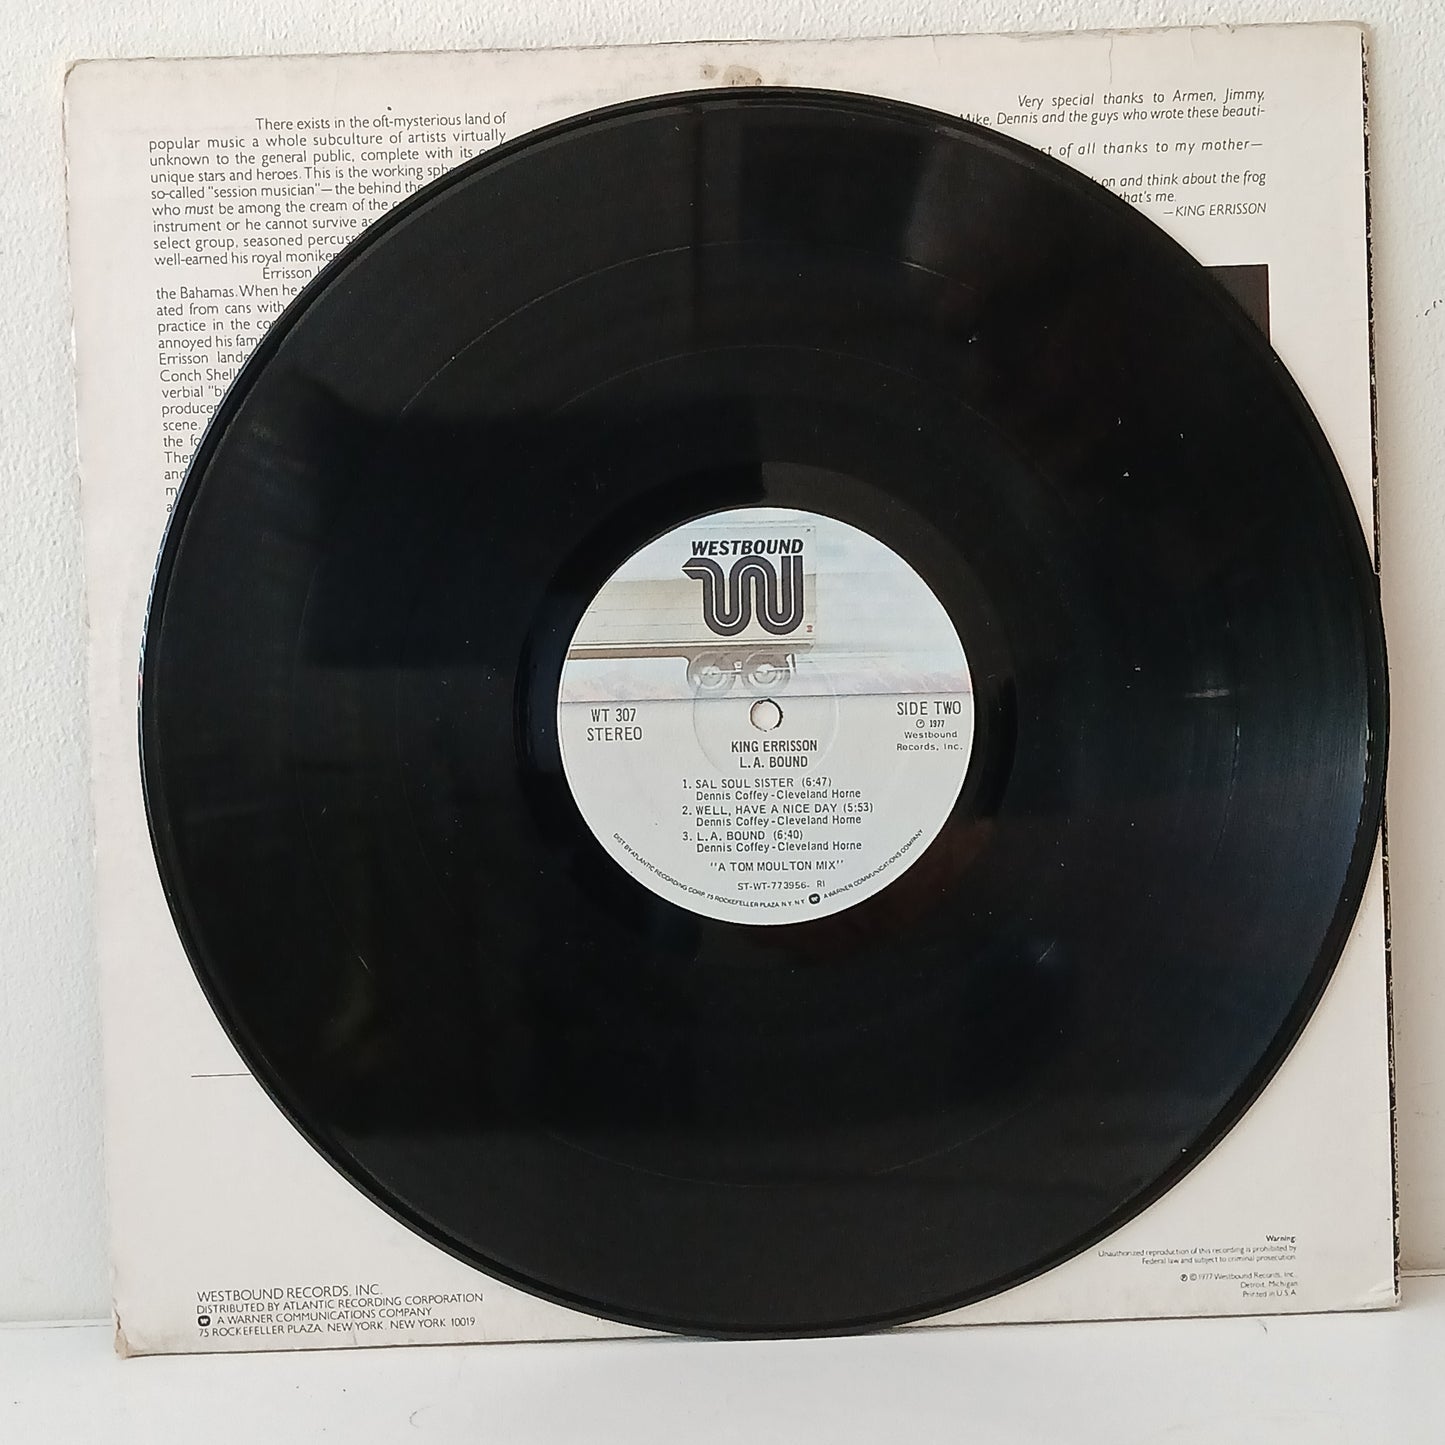 There exists in the oft-mysterious land of
popular music a whole subculture of artists virtually
unknown to the general public, complete with its
unique stars and heroes. This is the working
so-called "session musician"—the behind the
who must be among the cream of the
instrument or he cannot survive as
select group, seasoned
well-earned his royal moniker
Errisson
the Bahamas. When he
ated from cans with
practice in the
annoyed his
Errisson
Conch Shell
verbial
producer
scene.
the
and
Very special thanks to Armen, Jimmy,
Mike, Dennis and the guys who wrote these beauti-
of all thanks to my mother—
on and think about the frog
that's me.
—KING ERRISSON
WESTBOUND
WT 307
STEREO
SIDE TWO
℗ 1977
Westbound
Records, Inc.
KING ERRISSON
L.A. BOUND
1. SAL SOUL SISTER (6:47)
Dennis Coffey-Cleveland Horne
2. WELL, HAVE A NICE DAY (5:53)
Dennis Coffey-Cleveland Horne
3. L.A. BOUND (6:40)
Dennis Coffey-Cleveland Horne
"A TOM MOULTON MIX"
ST-WT-773956- RI
DIST. BY ATLANTIC RECORDING CORP. 75 ROCKEFELLER PLAZA N.Y. N.Y. A WARNER COMMUNICATIONS COMPANY
WESTBOUND RECORDS, INC.
DISTRIBUTED BY ATLANTIC RECORDING CORPORATION
A WARNER COMMUNICATIONS COMPANY
75 ROCKEFELLER PLAZA, NEW YORK, NEW YORK 10019
Warning:
Unauthorized reproduction of this recording is prohibited by
Federal law and subject to criminal prosecution.
℗ © 1977 Westbound Records, Inc.
Detroit, Michigan
Printed in U.S.A.